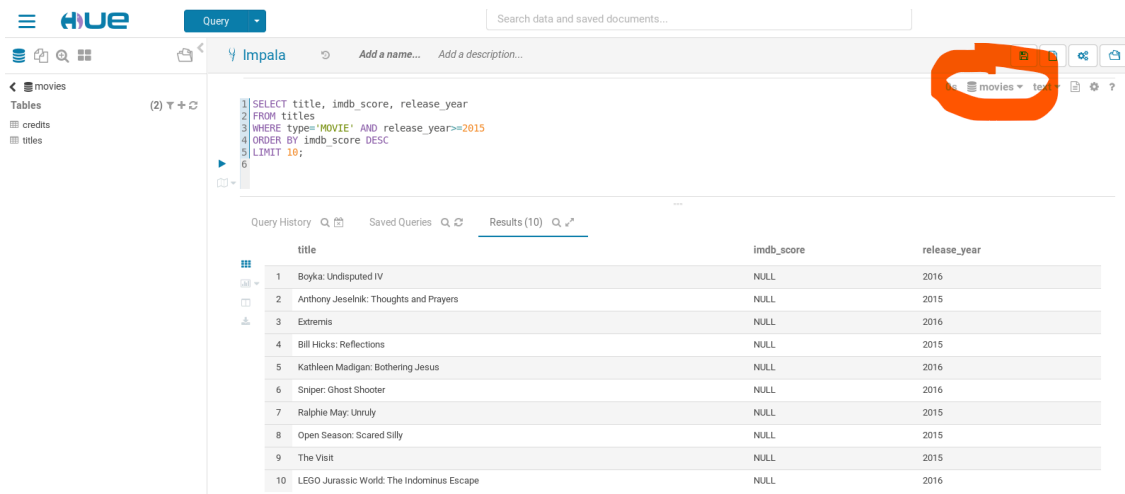 HUE
Query
Search data and saved documents...
Impala
Add a name...
Add a description...
movies
Tables
(2)
credits
titles
movies
text
?
1 SELECT title, imdb_score, release_year
2 FROM titles
3 WHERE type='MOVIE' AND release_year>=2015
4 ORDER BY imdb_score DESC
5 LIMIT 10;
6
Query History
Saved Queries
Results (10)
title imdb_score release_year
1 Boyka: Undisputed IV NULL 2016
2 Anthony Jeselnik: Thoughts and Prayers NULL 2015
3 Extremis NULL 2016
4 Bill Hicks: Reflections NULL 2015
5 Kathleen Madigan: Bothering Jesus NULL 2016
6 Sniper: Ghost Shooter NULL 2016
7 Ralphie May: Unruly NULL 2015
8 Open Season: Scared Silly NULL 2015
9 The Visit NULL 2015
10 LEGO Jurassic World: The Indominus Escape NULL 2016